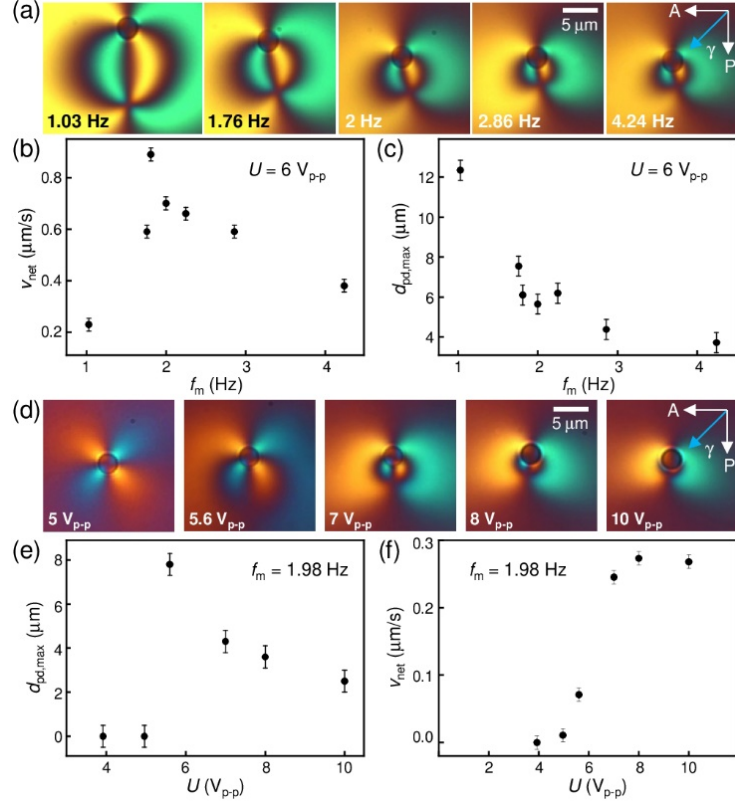 (a)
5 μm
A
γ
P
1.03 Hz
1.76 Hz
2 Hz
2.86 Hz
4.24 Hz
(b)
U = 6 Vp-p
0.8
0.6
0.4
0.2
vnet (μm/s)
1
2
3
4
fm (Hz)
(c)
U = 6 Vp-p
12
10
8
6
4
dpd,max (μm)
1
2
3
4
fm (Hz)
(d)
5 μm
A
γ
P
5 Vp-p
5.6 Vp-p
7 Vp-p
8 Vp-p
10 Vp-p
(e)
fm = 1.98 Hz
8
6
4
2
0
dpd,max (μm)
4
6
8
10
U (Vp-p)
(f)
fm = 1.98 Hz
0.3
0.2
0.1
0.0
vnet (μm/s)
2
4
6
8
10
U (Vp-p)